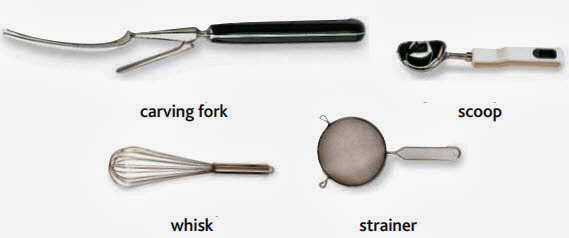 carving fork
scoop
whisk
strainer